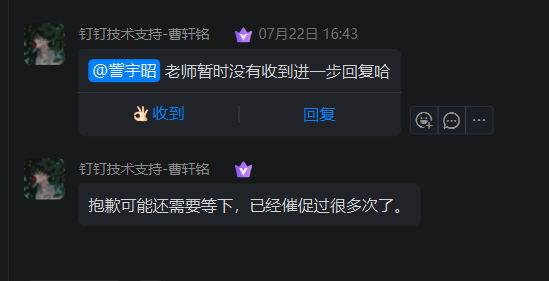 钉钉技术支持-曹轩铭 07月22日 16:43
@訾宇昭 老师暂时没有收到进一步回复哈
👌收到 回复
钉钉技术支持-曹轩铭
抱歉可能还需要等下，已经催促过很多次了。